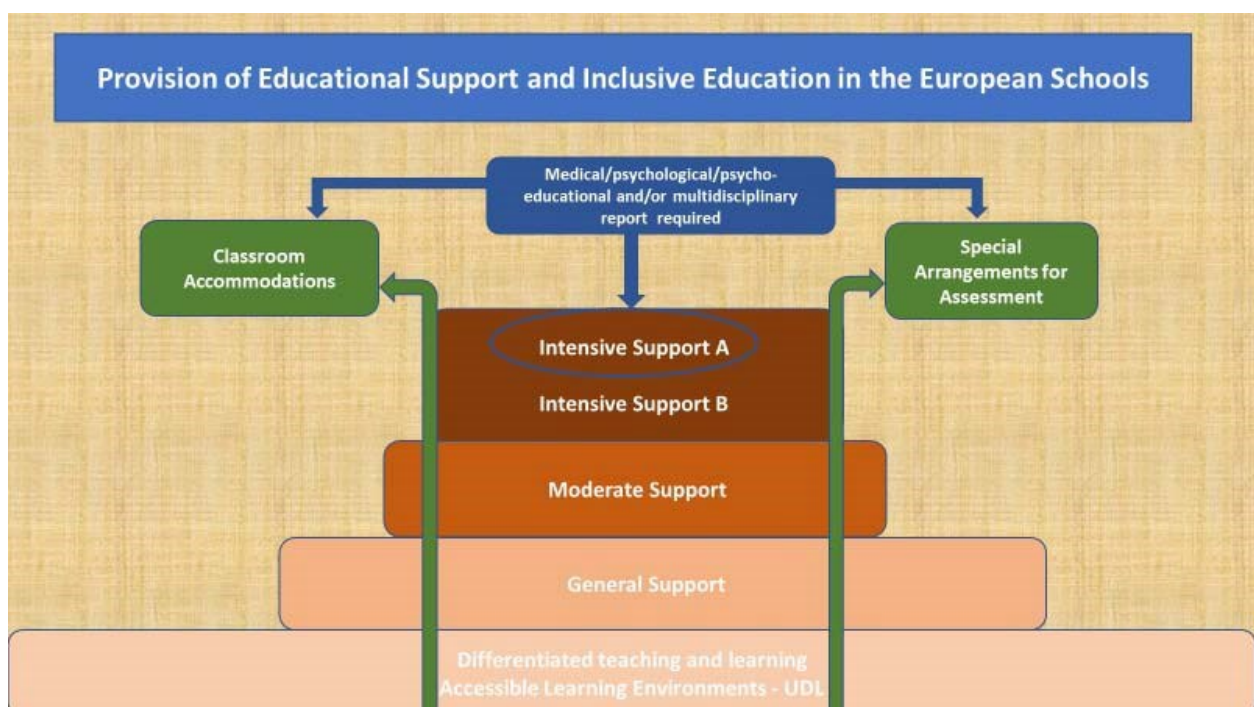 Provision of Educational Support and Inclusive Education in the European Schools
Medical/psychological/psycho-
educational and/or multidisciplinary
report required
Classroom
Accommodations
Special
Arrangements for
Assessment
Intensive Support A
Intensive Support B
Moderate Support
General Support
Differentiated teaching and learning
Accessible Learning Environments - UDL